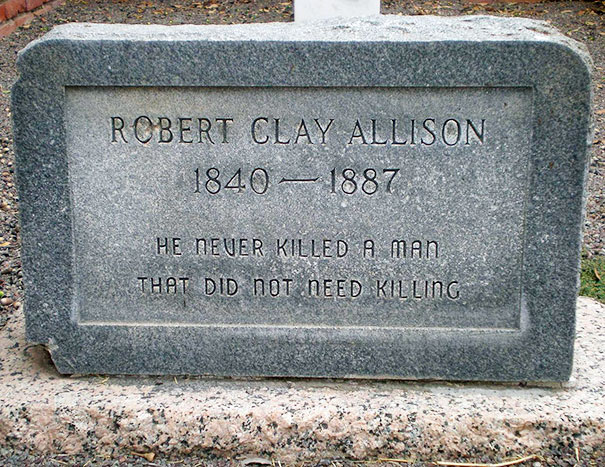 ROBERT CLAY ALLISON
1840 — 1887
HE NEVER KILLED A MAN
THAT DID NOT NEED KILLING